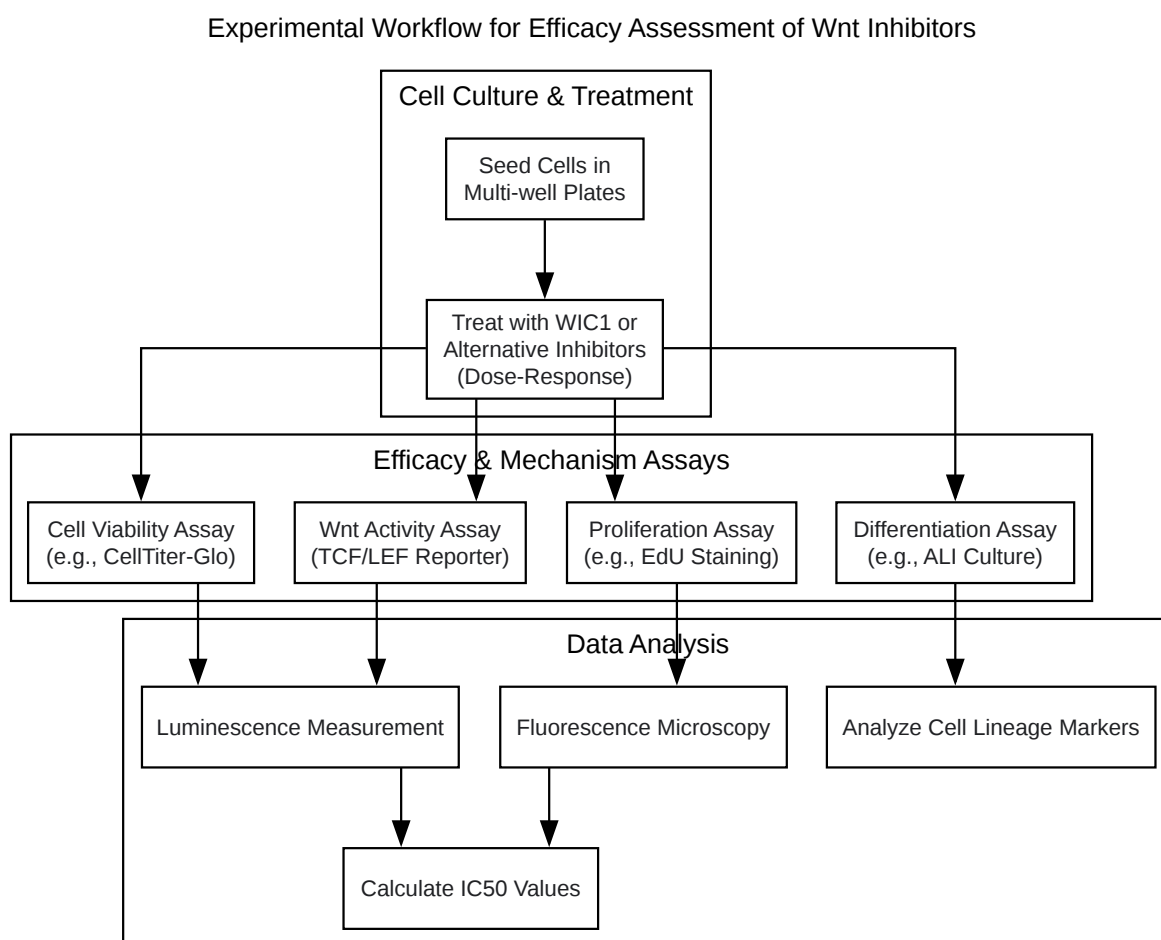 Experimental Workflow for Efficacy Assessment of Wnt Inhibitors
Cell Culture & Treatment
Seed Cells in
Multi-well Plates
Treat with WIC1 or
Alternative Inhibitors
(Dose-Response)
Efficacy & Mechanism Assays
Cell Viability Assay
(e.g., CellTiter-Glo)
Wnt Activity Assay
(TCF/LEF Reporter)
Proliferation Assay
(e.g., EdU Staining)
Differentiation Assay
(e.g., ALI Culture)
Data Analysis
Luminescence Measurement
Fluorescence Microscopy
Analyze Cell Lineage Markers
Calculate IC50 Values